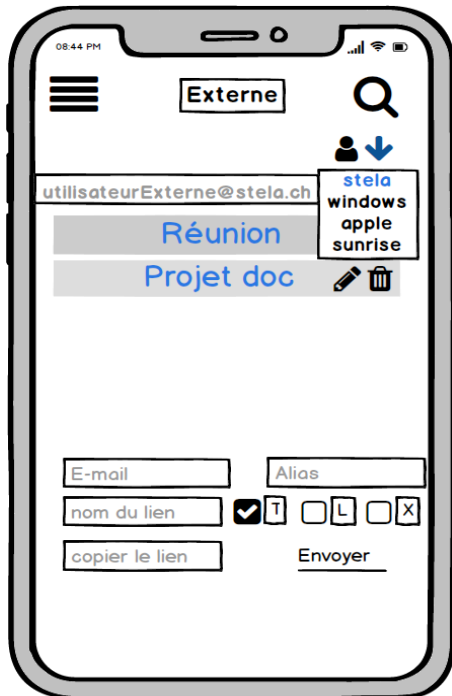 08:44 PM
Externe
stela
utilisateurExterne@stela.ch
windows
apple
sunrise
Réunion
Projet doc
E-mail
Alias
nom du lien
T
L
X
copier le lien
Envoyer